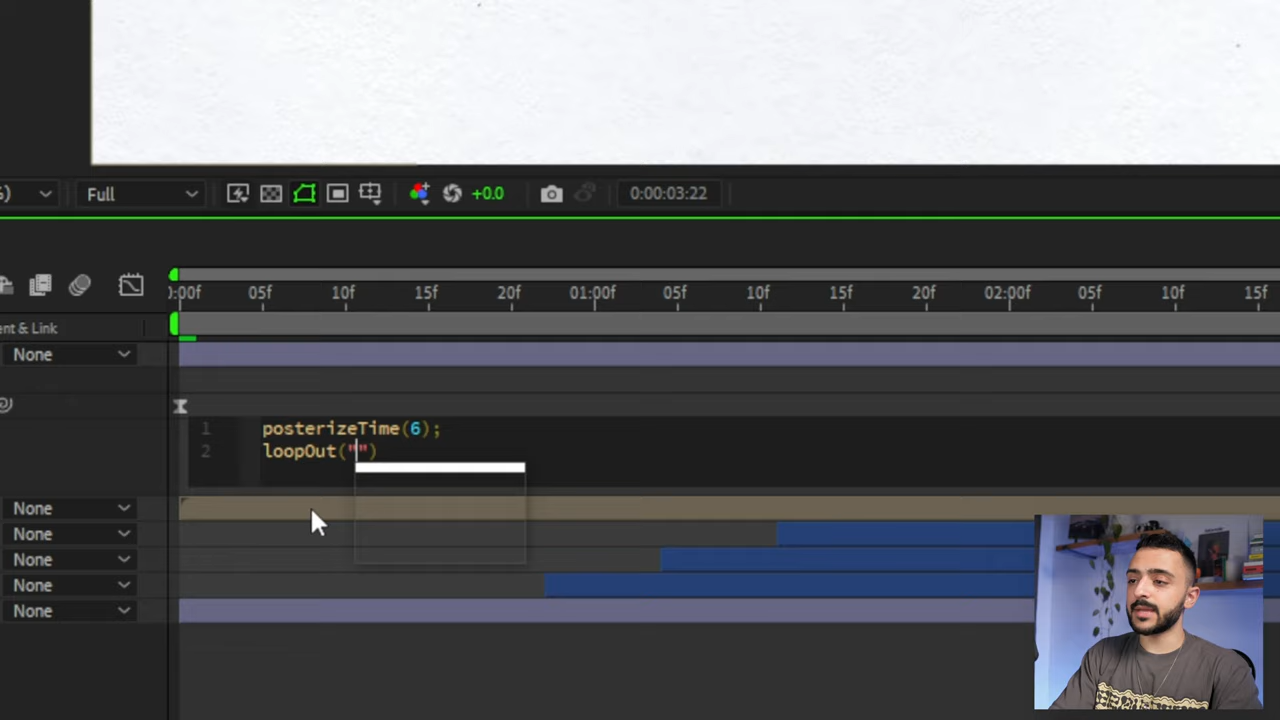 %)
Full
+0.0
0:00:03:22
0:00f 05f 10f 15f 20f 01:00f 05f 10f 15f 20f 02:00f 05f 10f 15f
ent & Link
None
1 posterizeTime(6);
2 loopOut("")
None
None
None
None
None